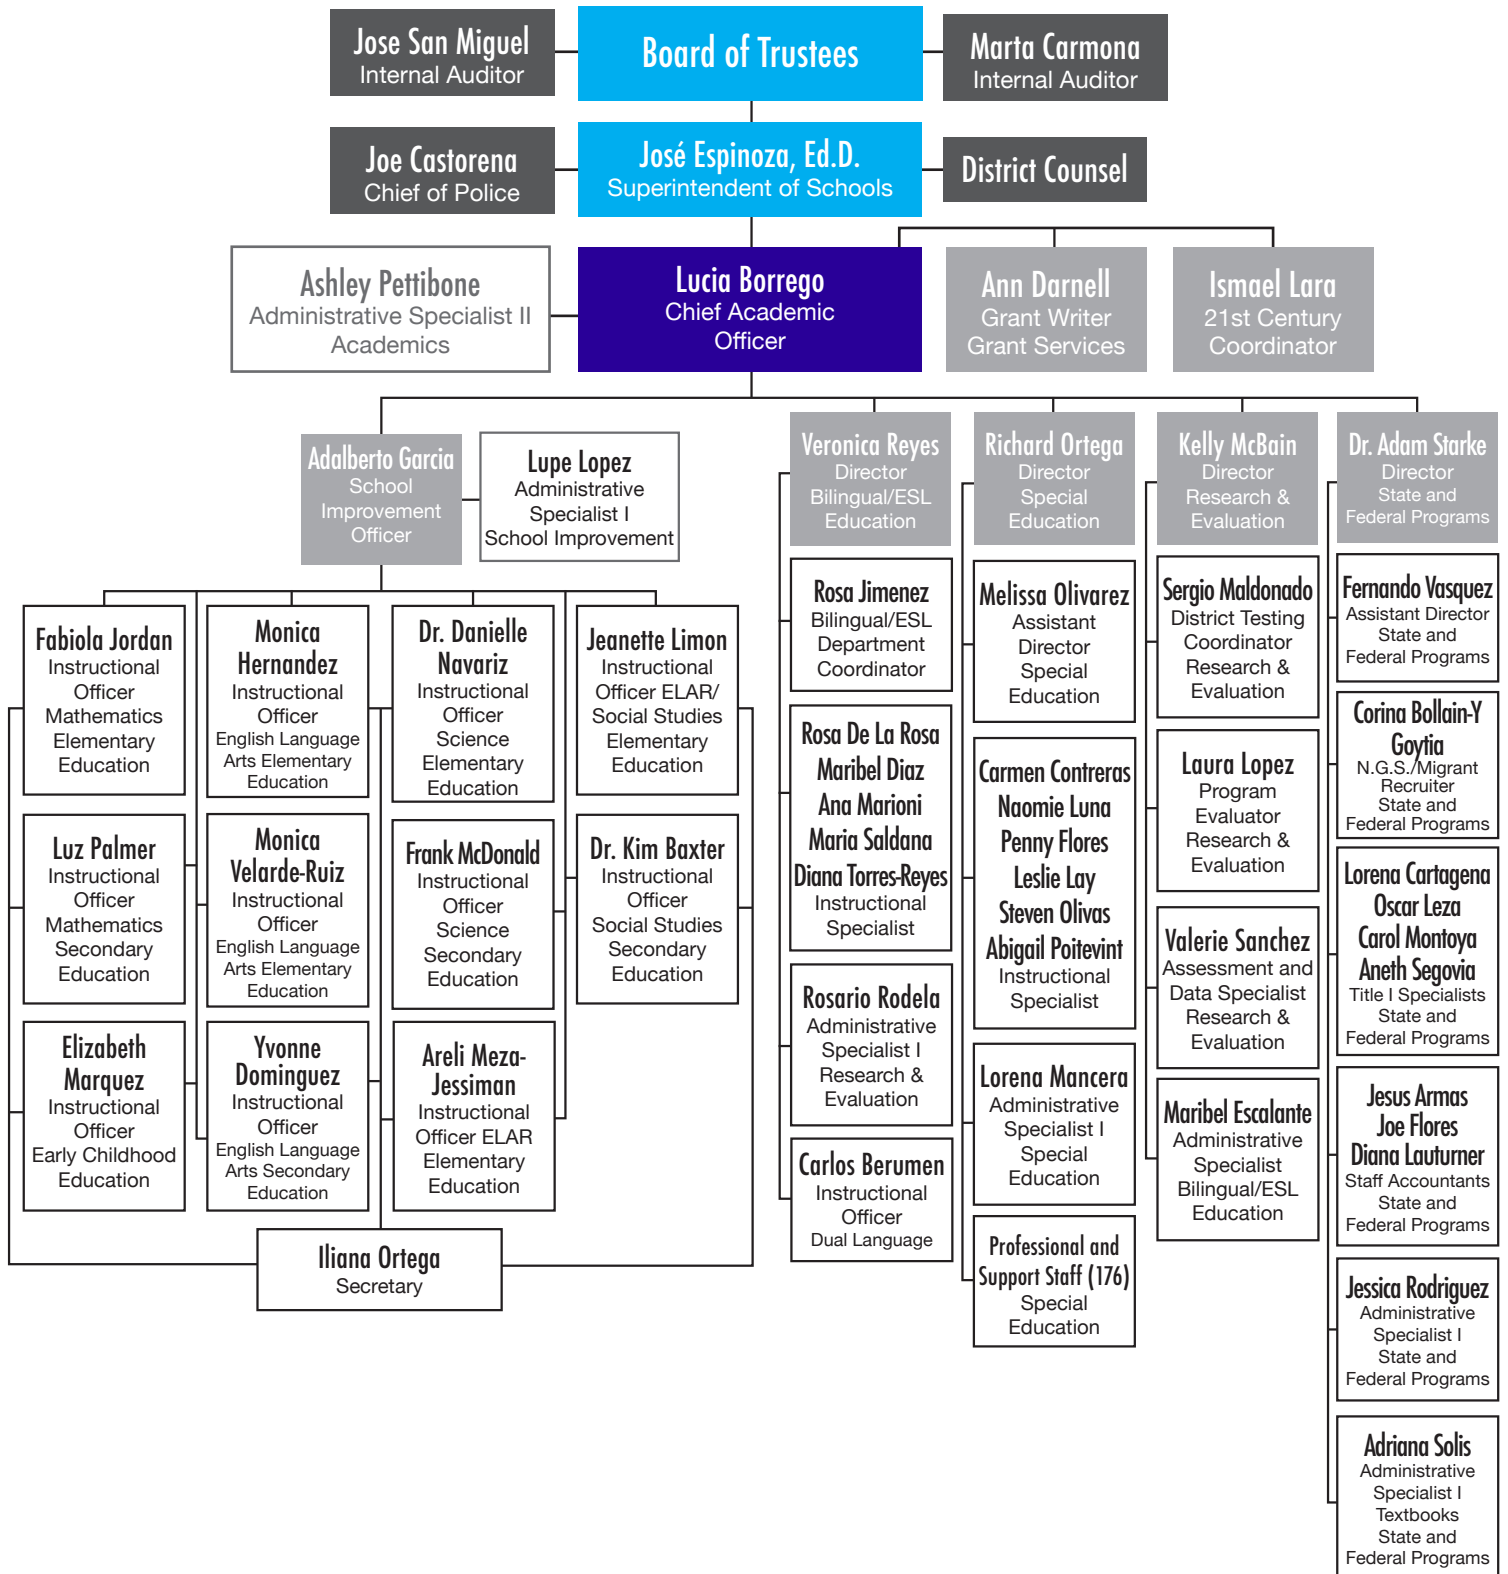 Jose San Miguel
Internal Auditor
Board of Trustees
Marta Carmona
Internal Auditor
Joe Castorena
Chief of Police
José Espinoza, Ed.D.
Superintendent of Schools
District Counsel
Ashley Pettibone
Administrative Specialist II
Academics
Lucia Borrego
Chief Academic
Officer
Ann Darnell
Grant Writer
Grant Services
Ismael Lara
21st Century
Coordinator
Adalberto Garcia
School
Improvement
Officer
Lupe Lopez
Administrative
Specialist I
School Improvement
Fabiola Jordan
Instructional
Officer
Mathematics
Elementary
Education
Monica
Hernandez
Instructional
Officer
English Language
Arts Elementary
Education
Dr. Danielle
Navariz
Instructional
Officer
Science
Elementary
Education
Jeanette Limon
Instructional
Officer ELAR/
Social Studies
Elementary
Education
Luz Palmer
Instructional
Officer
Mathematics
Secondary
Education
Monica
Velarde-Ruiz
Instructional
Officer
English Language
Arts Elementary
Education
Frank McDonald
Instructional
Officer
Science
Secondary
Education
Dr. Kim Baxter
Instructional
Officer
Social Studies
Secondary
Education
Elizabeth
Marquez
Instructional
Officer
Early Childhood
Education
Yvonne
Dominguez
Instructional
Officer
English Language
Arts Secondary
Education
Areli Meza-
Jessiman
Instructional
Officer ELAR
Elementary
Education
Iliana Ortega
Secretary
Veronica Reyes
Director
Bilingual/ESL
Education
Rosa Jimenez
Bilingual/ESL
Department
Coordinator
Rosa De La Rosa
Maribel Diaz
Ana Marioni
Maria Saldana
Diana Torres-Reyes
Instructional
Specialist
Rosario Rodela
Administrative
Specialist I
Research &
Evaluation
Carlos Berumen
Instructional
Officer
Dual Language
Richard Ortega
Director
Special
Education
Melissa Olivarez
Assistant
Director
Special
Education
Carmen Contreras
Naomie Luna
Penny Flores
Leslie Lay
Steven Olivas
Abigail Poitevint
Instructional
Specialist
Lorena Mancera
Administrative
Specialist I
Special
Education
Professional and
Support Staff (176)
Special
Education
Kelly McBain
Director
Research &
Evaluation
Sergio Maldonado
District Testing
Coordinator
Research &
Evaluation
Laura Lopez
Program
Evaluator
Research &
Evaluation
Valerie Sanchez
Assessment and
Data Specialist
Research &
Evaluation
Maribel Escalante
Administrative
Specialist
Bilingual/ESL
Education
Dr. Adam Starke
Director
State and
Federal Programs
Fernando Vasquez
Assistant Director
State and
Federal Programs
Corina Bollain-Y
Goytia
N.G.S./Migrant
Recruiter
State and
Federal Programs
Lorena Cartagena
Oscar Leza
Carol Montoya
Aneth Segovia
Title I Specialists
State and
Federal Programs
Jesus Armas
Joe Flores
Diana Lauturner
Staff Accountants
State and
Federal Programs
Jessica Rodriguez
Administrative
Specialist I
State and
Federal Programs
Adriana Solis
Administrative
Specialist I
Textbooks
State and
Federal Programs